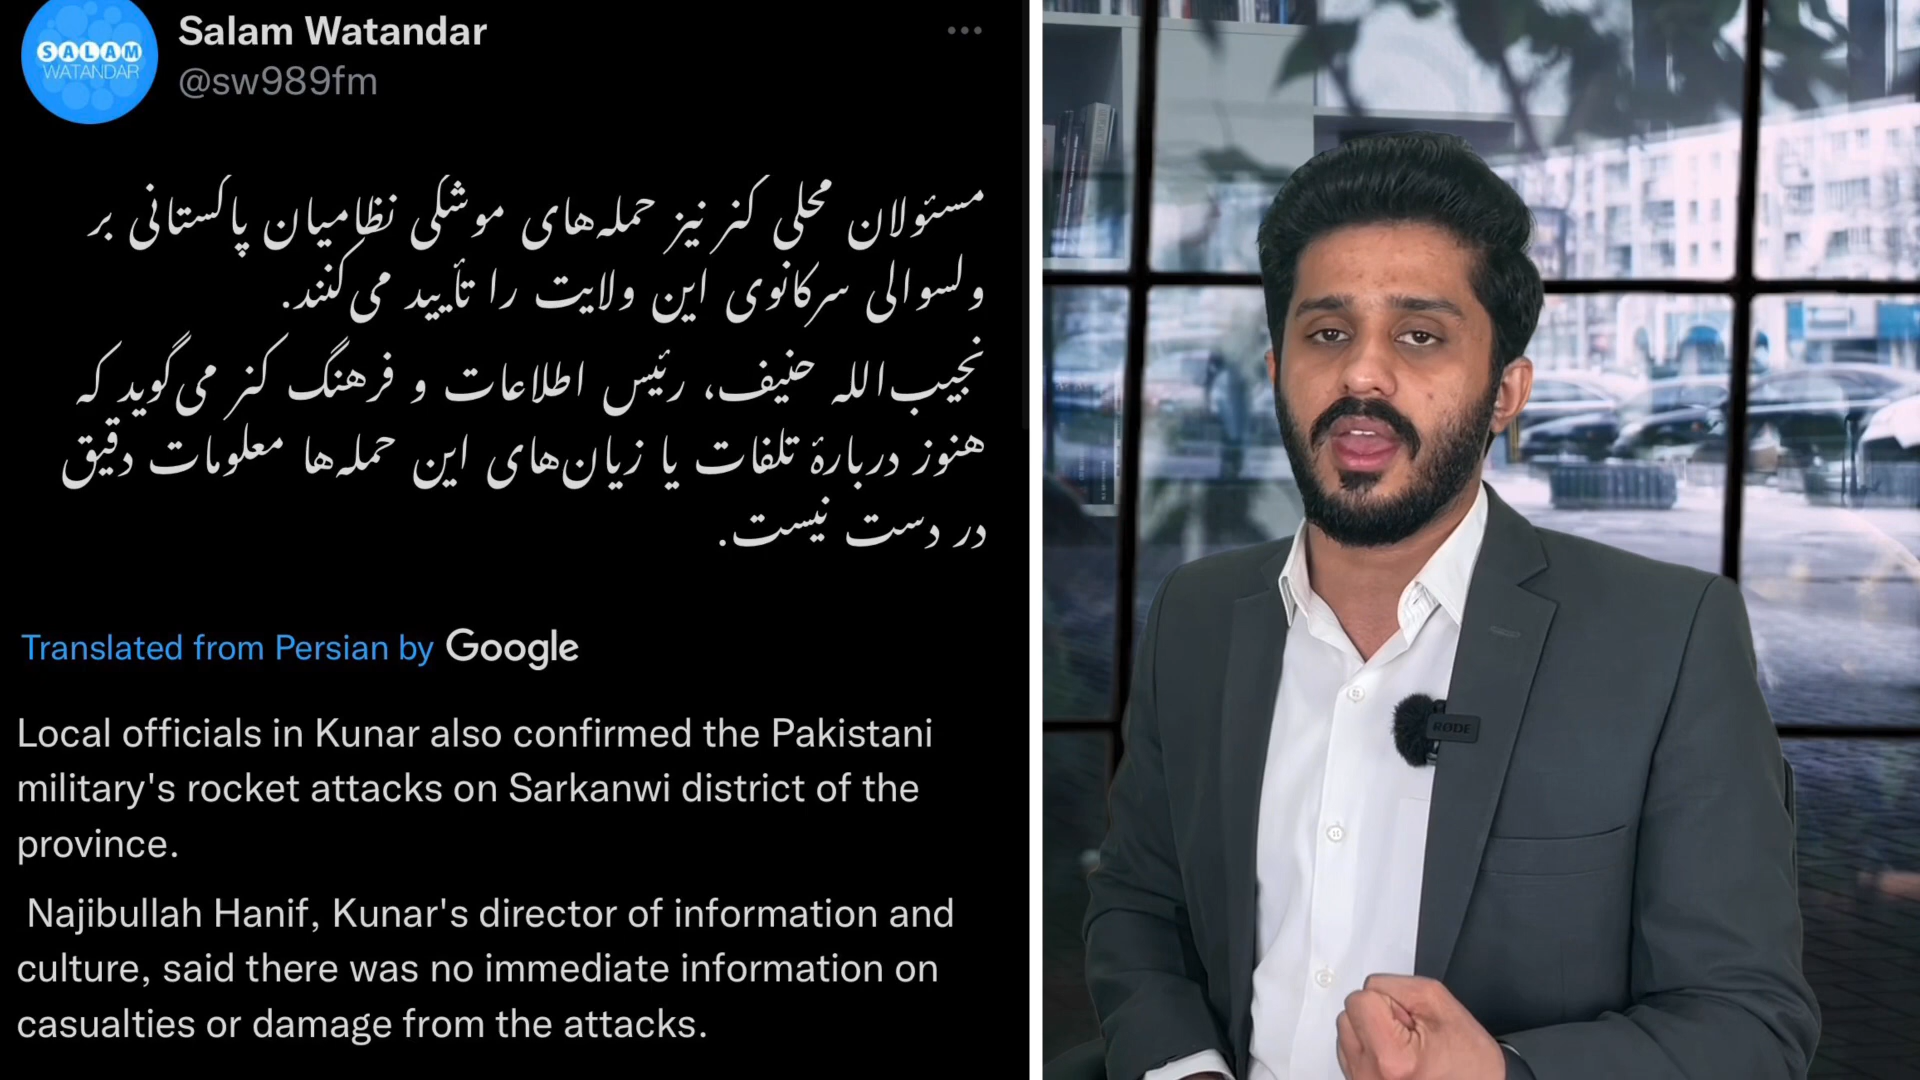 SALAM
WATANDAR
Salam Watandar
@sw989fm
مسئولان محلی کنر نیز حمله‌های موشکی نظامیان پاکستانی بر
ولسوالی سرکانوی این ولایت را تأیید می‌کنند.
نجیب‌الله حنیف، رئیس اطلاعات و فرهنگ کنر می‌گوید که
هنوز دربارهٔ تلفات یا زیان‌های این حمله‌ها معلومات دقیق
در دست نیست.
Translated from Persian by Google
Local officials in Kunar also confirmed the Pakistani
military's rocket attacks on Sarkanwi district of the
province.
Najibullah Hanif, Kunar's director of information and
culture, said there was no immediate information on
casualties or damage from the attacks.
RØDE